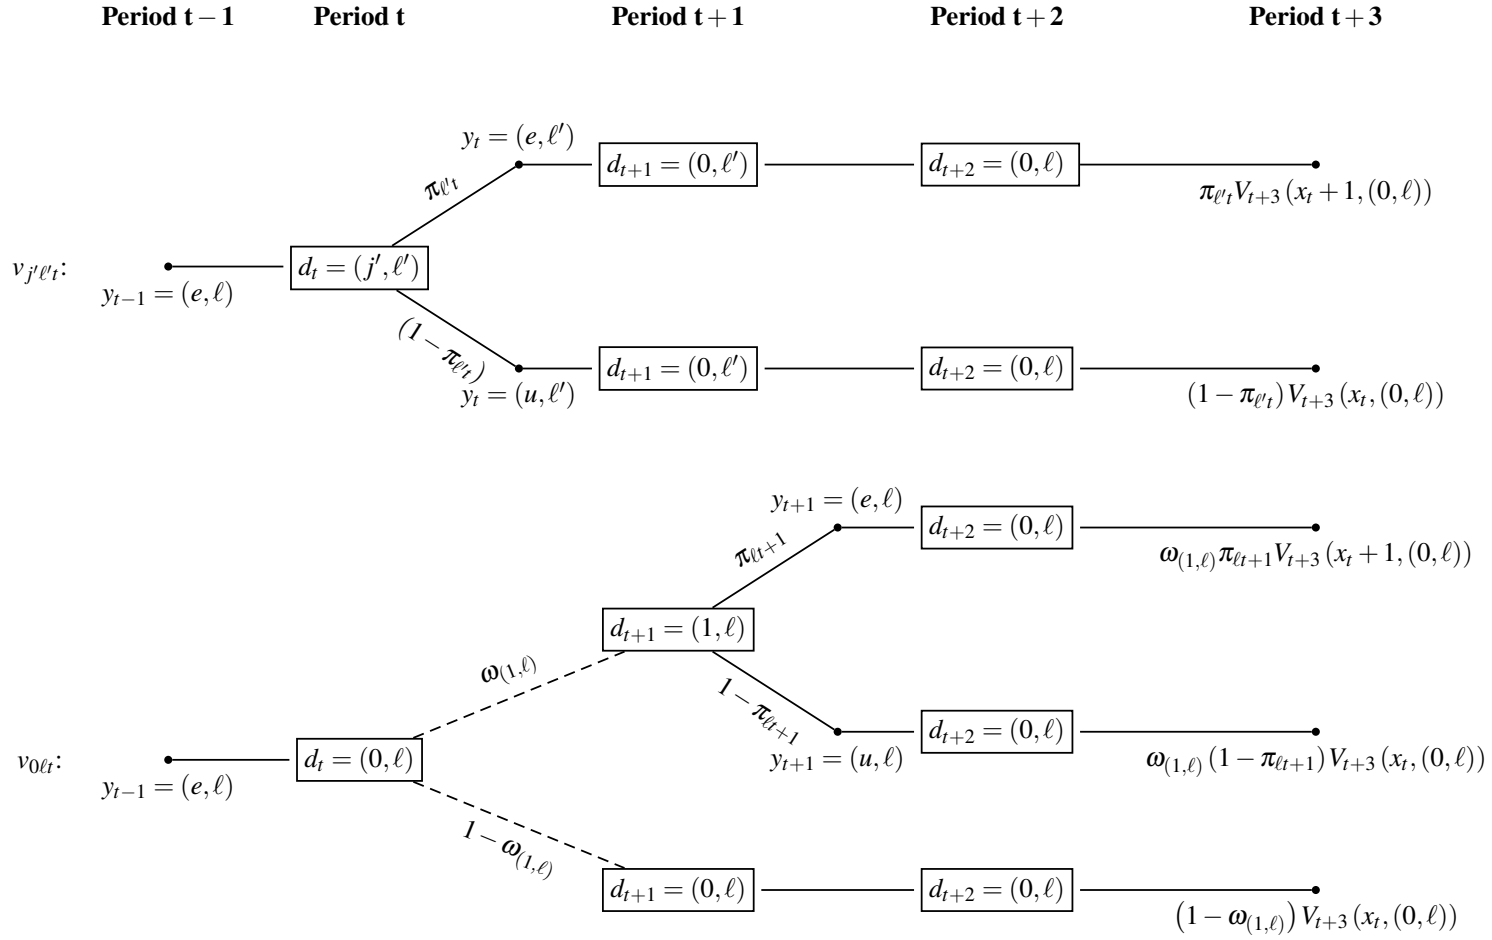 Period t − 1 Period t Period t + 1 Period t + 2 Period t + 3
y_t = (e, ℓ′)
π_{ℓ′t}
d_{t+1} = (0, ℓ′) d_{t+2} = (0, ℓ)
π_{ℓ′t}V_{t+3}(x_t + 1, (0, ℓ))
v_{j′ℓ′t}: d_t = (j′, ℓ′)
y_{t−1} = (e, ℓ)
(1 − π_{ℓ′t})
d_{t+1} = (0, ℓ′) d_{t+2} = (0, ℓ)
y_t = (u, ℓ′) (1 − π_{ℓ′t})V_{t+3}(x_t, (0, ℓ))
y_{t+1} = (e, ℓ)
π_{ℓt+1}
d_{t+2} = (0, ℓ)
ω_{(1,ℓ)}π_{ℓt+1}V_{t+3}(x_t + 1, (0, ℓ))
d_{t+1} = (1, ℓ)
ω_{(1,ℓ)}
1 − π_{ℓt+1}
d_{t+2} = (0, ℓ)
y_{t+1} = (u, ℓ) ω_{(1,ℓ)}(1 − π_{ℓt+1})V_{t+3}(x_t, (0, ℓ))
v_{0ℓt}: d_t = (0, ℓ)
y_{t−1} = (e, ℓ)
1 − ω_{(1,ℓ)}
d_{t+1} = (0, ℓ) d_{t+2} = (0, ℓ)
(1 − ω_{(1,ℓ)})V_{t+3}(x_t, (0, ℓ))